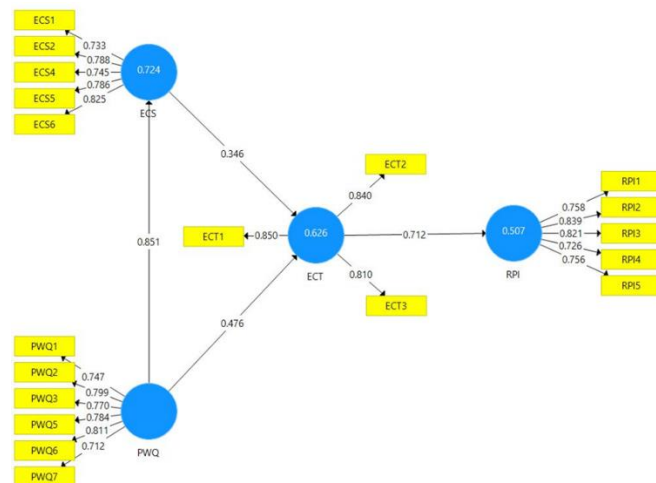 ECS1
ECS2
ECS4
ECS5
ECS6
0.733
0.788
0.745
0.786
0.825
0.724
ECS
0.346
0.851
0.476
ECT1
0.850
0.626
ECT
0.840
ECT2
0.810
ECT3
0.712
0.507
RPI
0.758
0.839
0.821
0.726
0.756
RPI1
RPI2
RPI3
RPI4
RPI5
PWQ1
PWQ2
PWQ3
PWQ5
PWQ6
PWQ7
0.747
0.799
0.770
0.784
0.811
0.712
PWQ